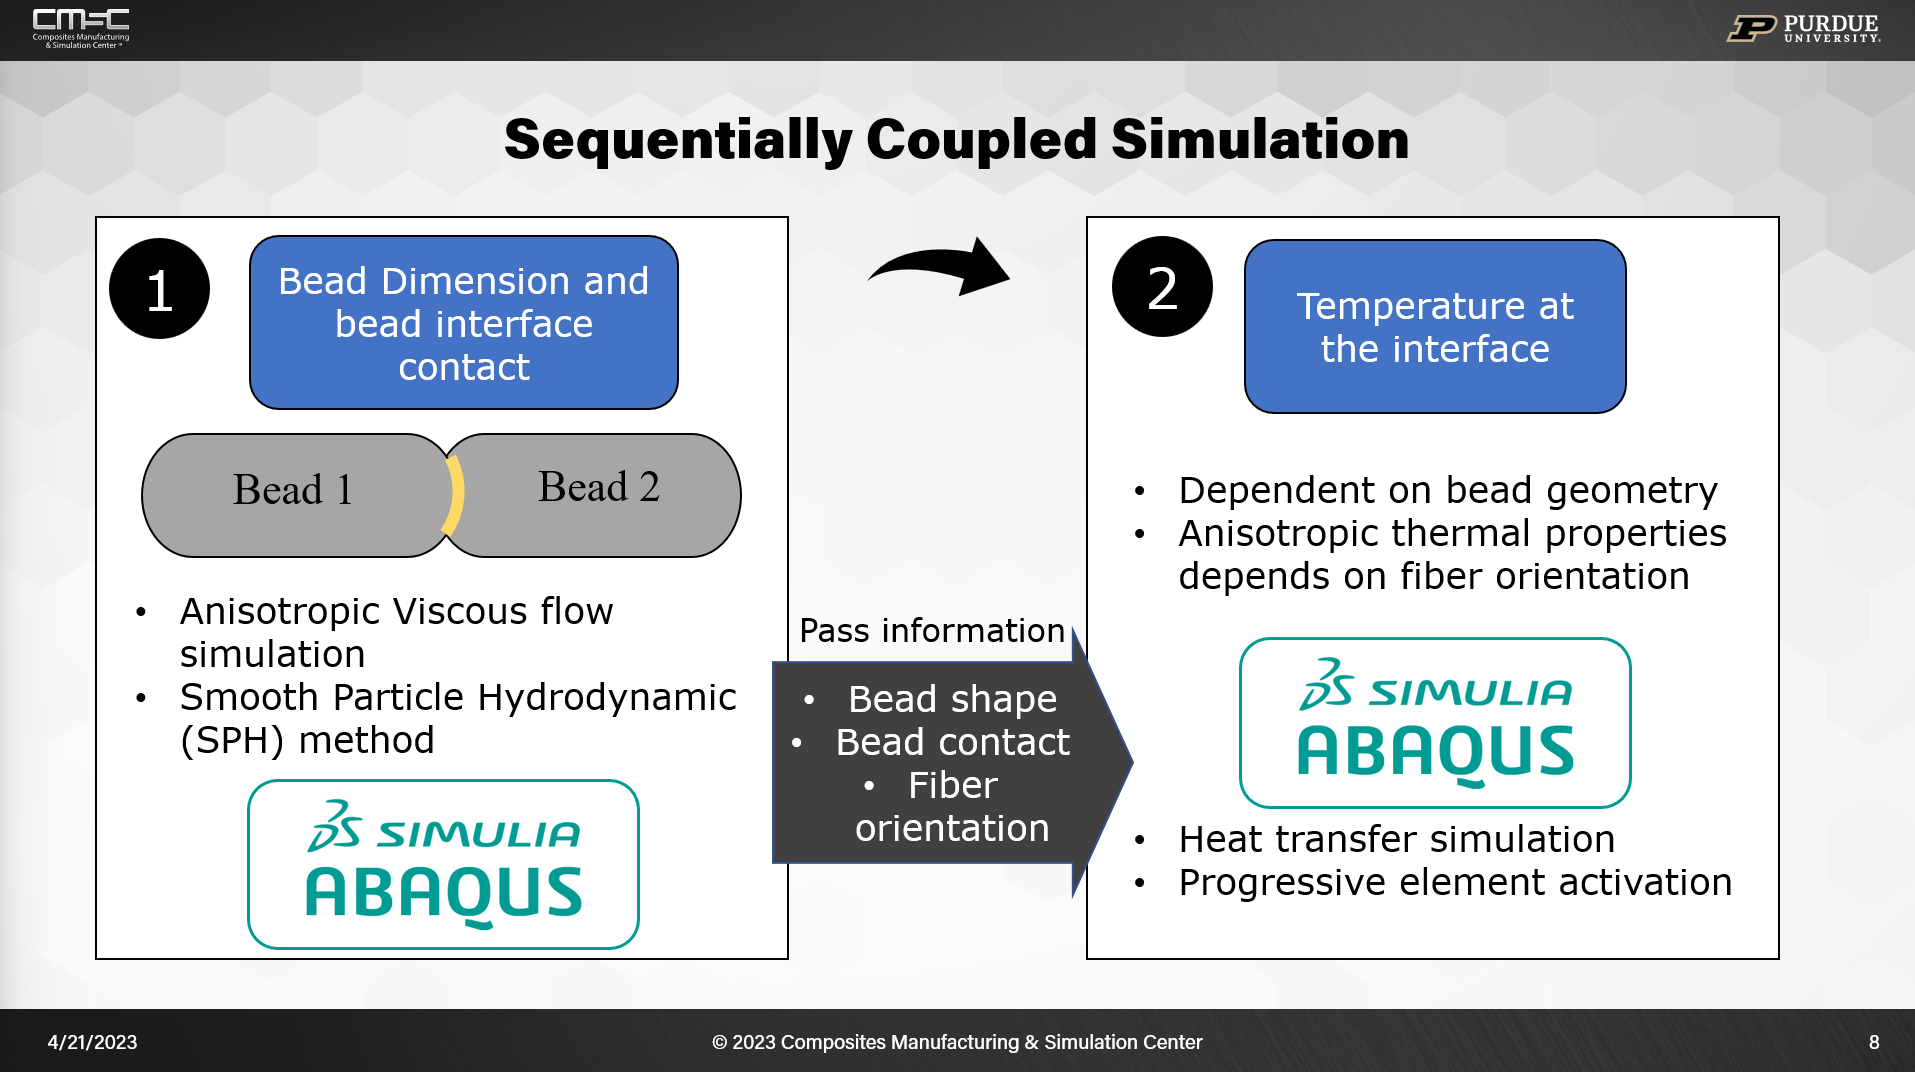 CMSC
Composites Manufacturing
& Simulation Center™
PURDUE
UNIVERSITY®
Sequentially Coupled Simulation
1
Bead Dimension and
bead interface
contact
Bead 1
Bead 2
• Anisotropic Viscous flow
simulation
• Smooth Particle Hydrodynamic
(SPH) method
SIMULIA
ABAQUS
Pass information
• Bead shape
• Bead contact
• Fiber
orientation
2
Temperature at
the interface
• Dependent on bead geometry
• Anisotropic thermal properties
depends on fiber orientation
SIMULIA
ABAQUS
• Heat transfer simulation
• Progressive element activation
4/21/2023
© 2023 Composites Manufacturing & Simulation Center
8